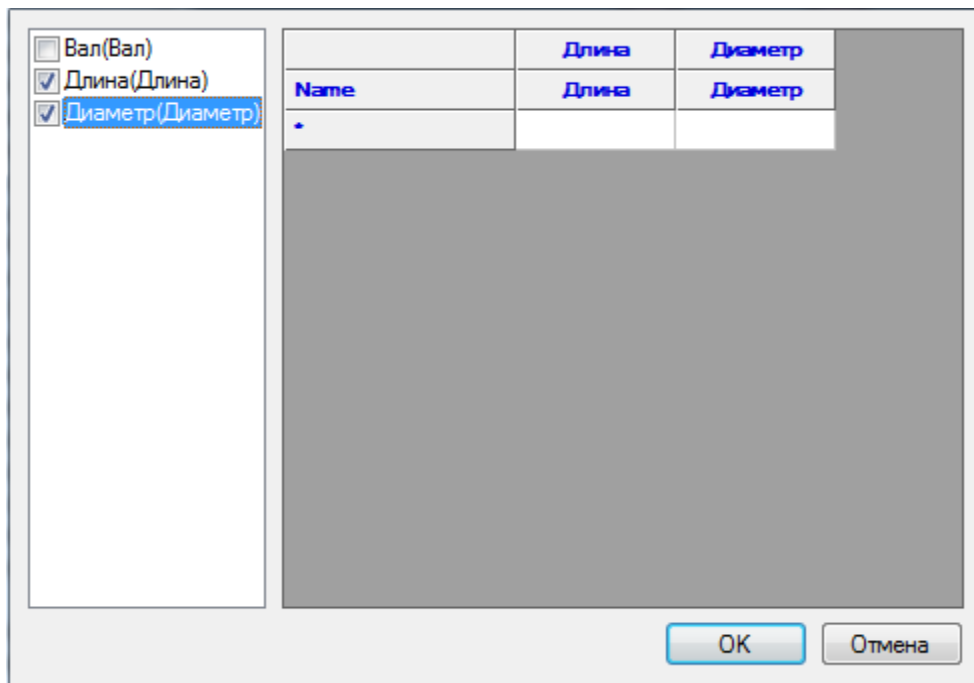 Вал(Вал)
Длина(Длина)
Диаметр(Диаметр)
Длина Диаметр
Name Длина Диаметр
*
OK Отмена